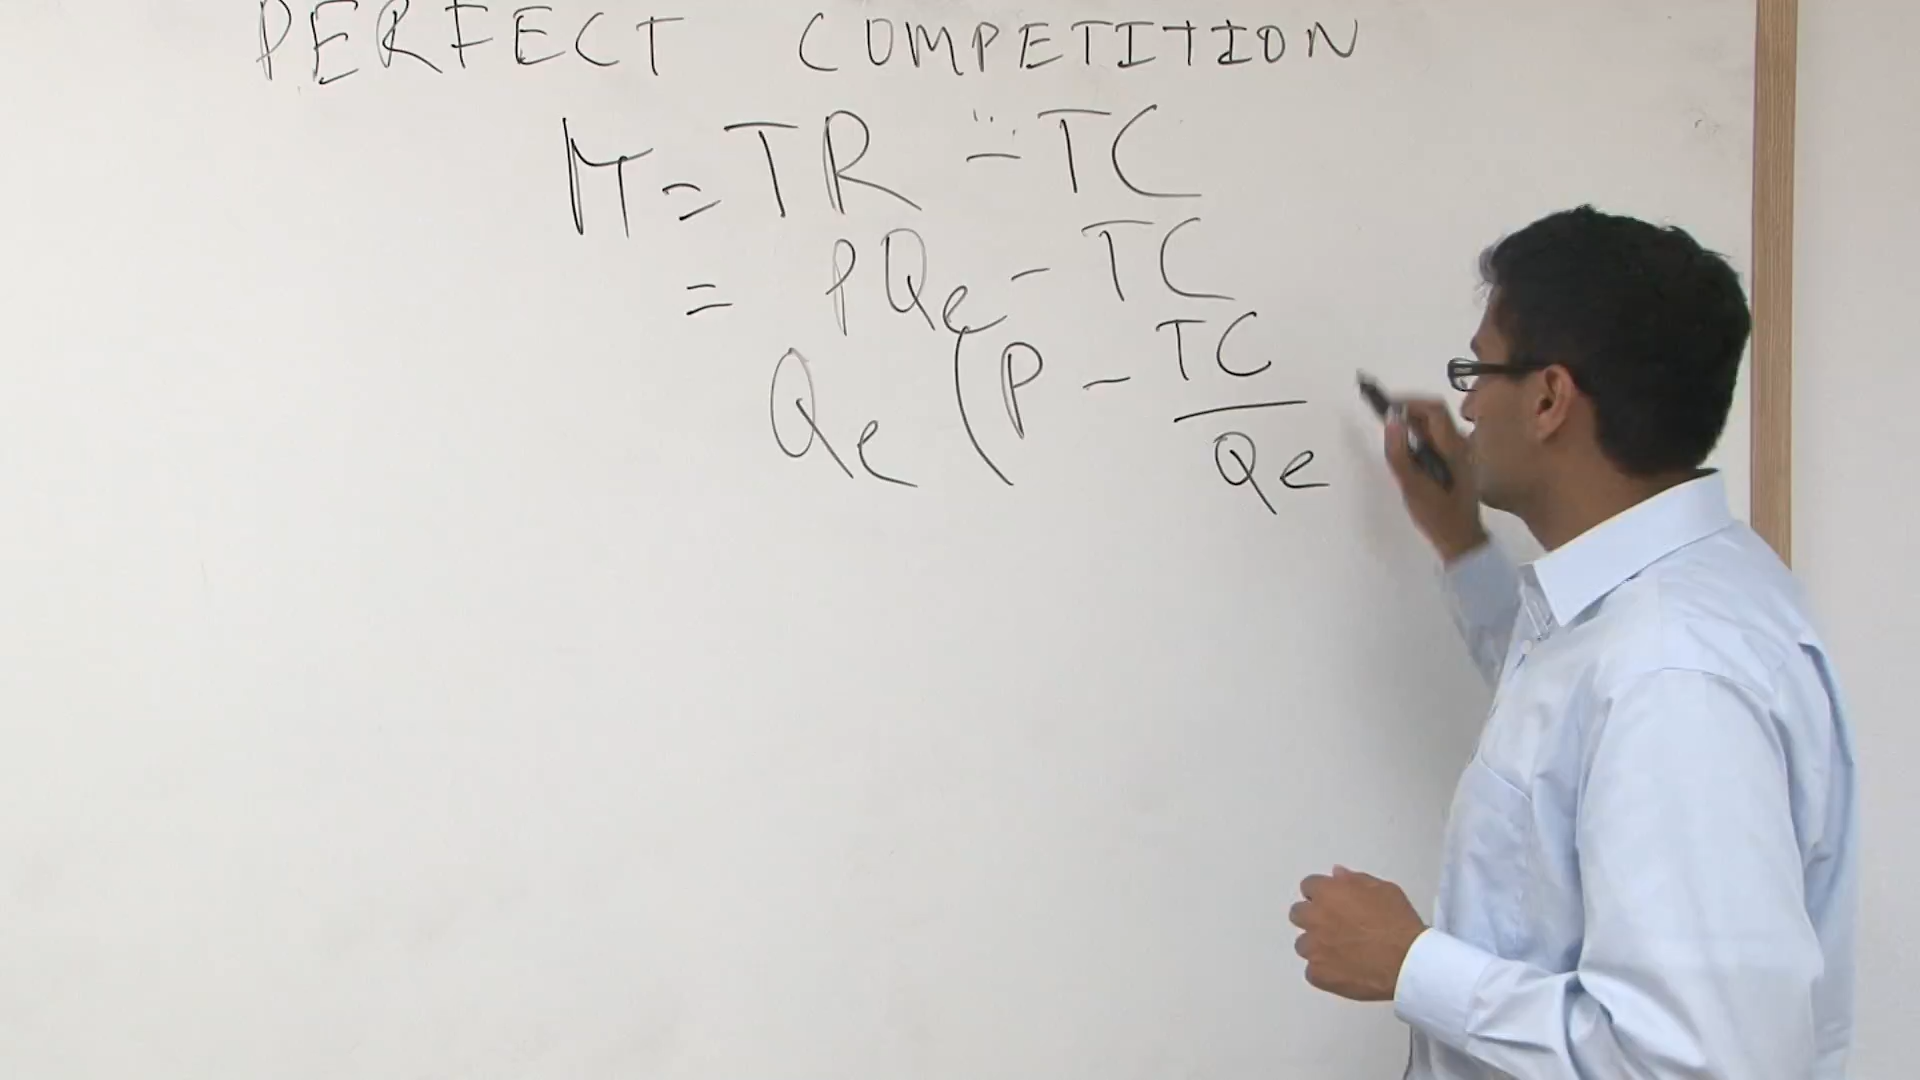 PERFECT COMPETITION
π = TR - TC
= PQe - TC
Qe (P - TC
Qe